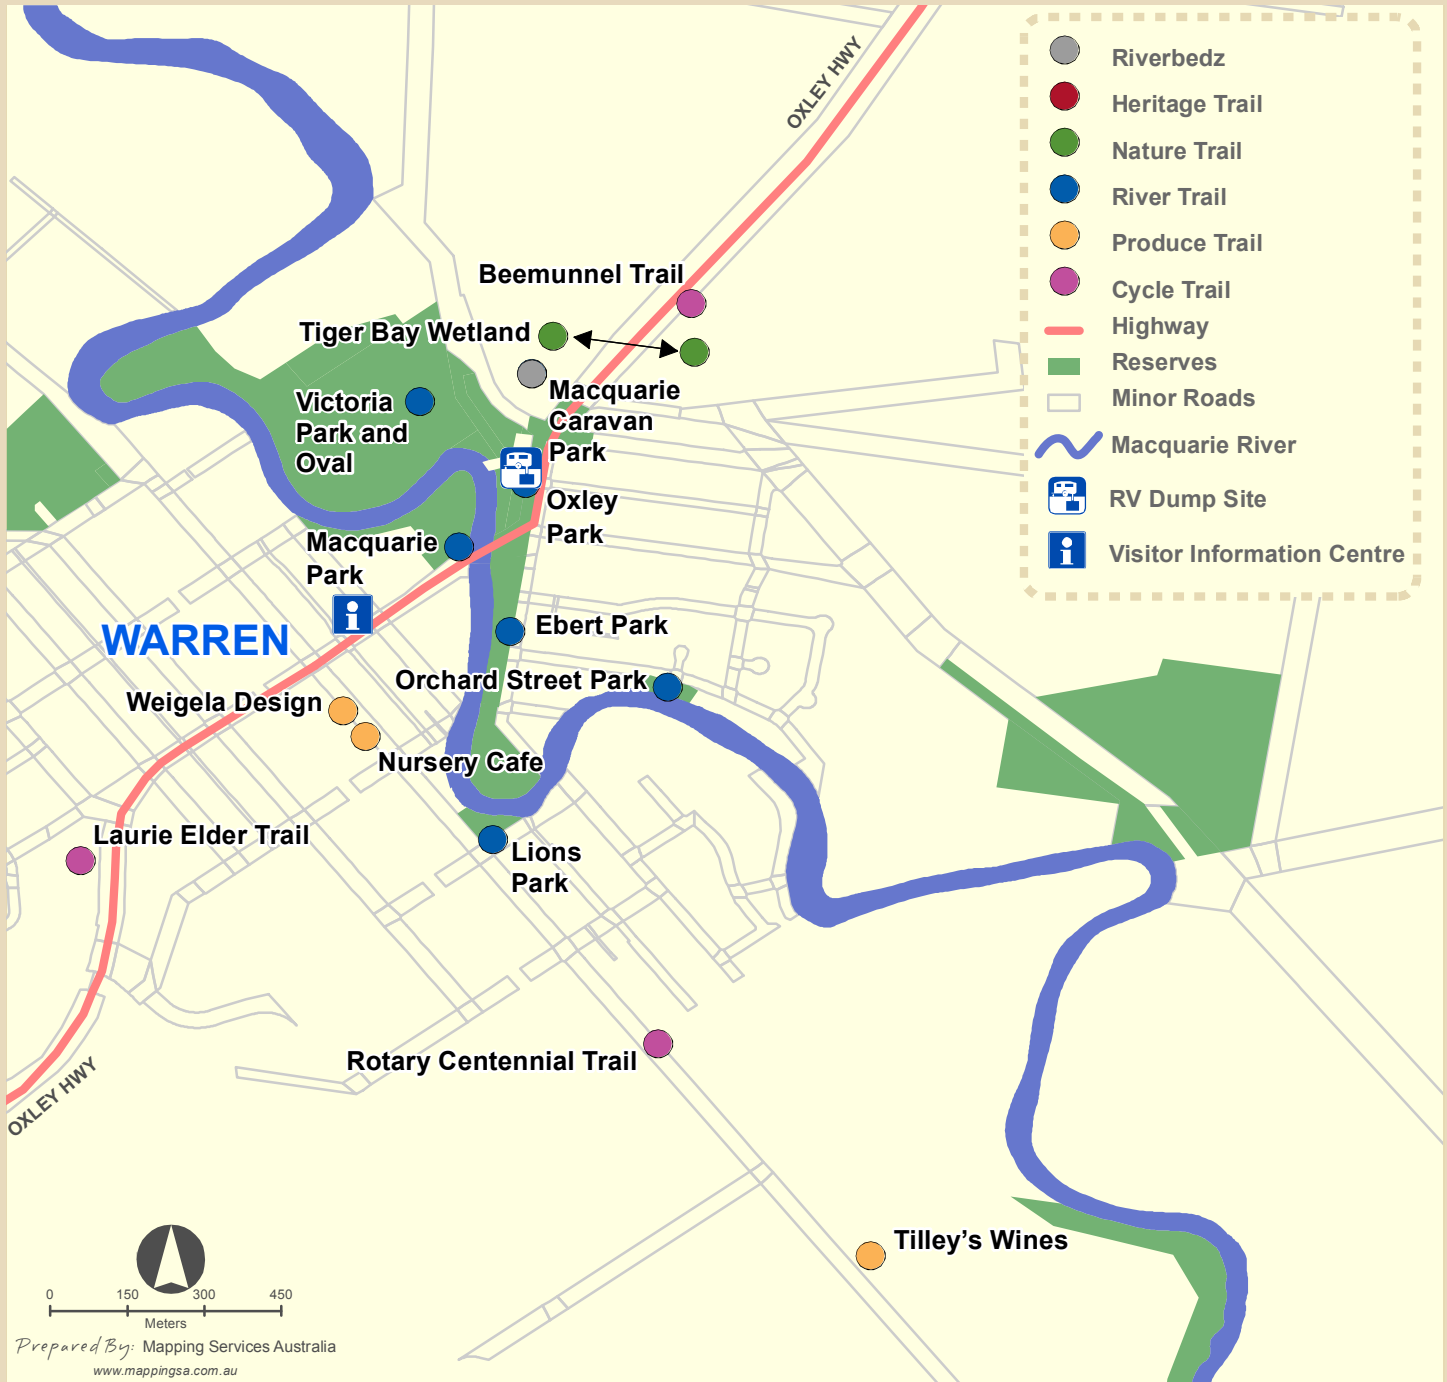 OXLEY HWY
Riverbedz
Heritage Trail
Nature Trail
River Trail
Produce Trail
Cycle Trail
Highway
Reserves
Minor Roads
Macquarie River
RV Dump Site
i
Visitor Information Centre
Beemunnel Trail
Tiger Bay Wetland
Macquarie
Caravan
Park
Victoria
Park and
Oval
Oxley
Park
Macquarie
Park
i
WARREN
Ebert Park
Orchard Street Park
Weigela Design
Nursery Cafe
Laurie Elder Trail
Lions
Park
Rotary Centennial Trail
OXLEY HWY
Tilley's Wines
0 150 300 450
Meters
Prepared By: Mapping Services Australia
www.mappingsa.com.au